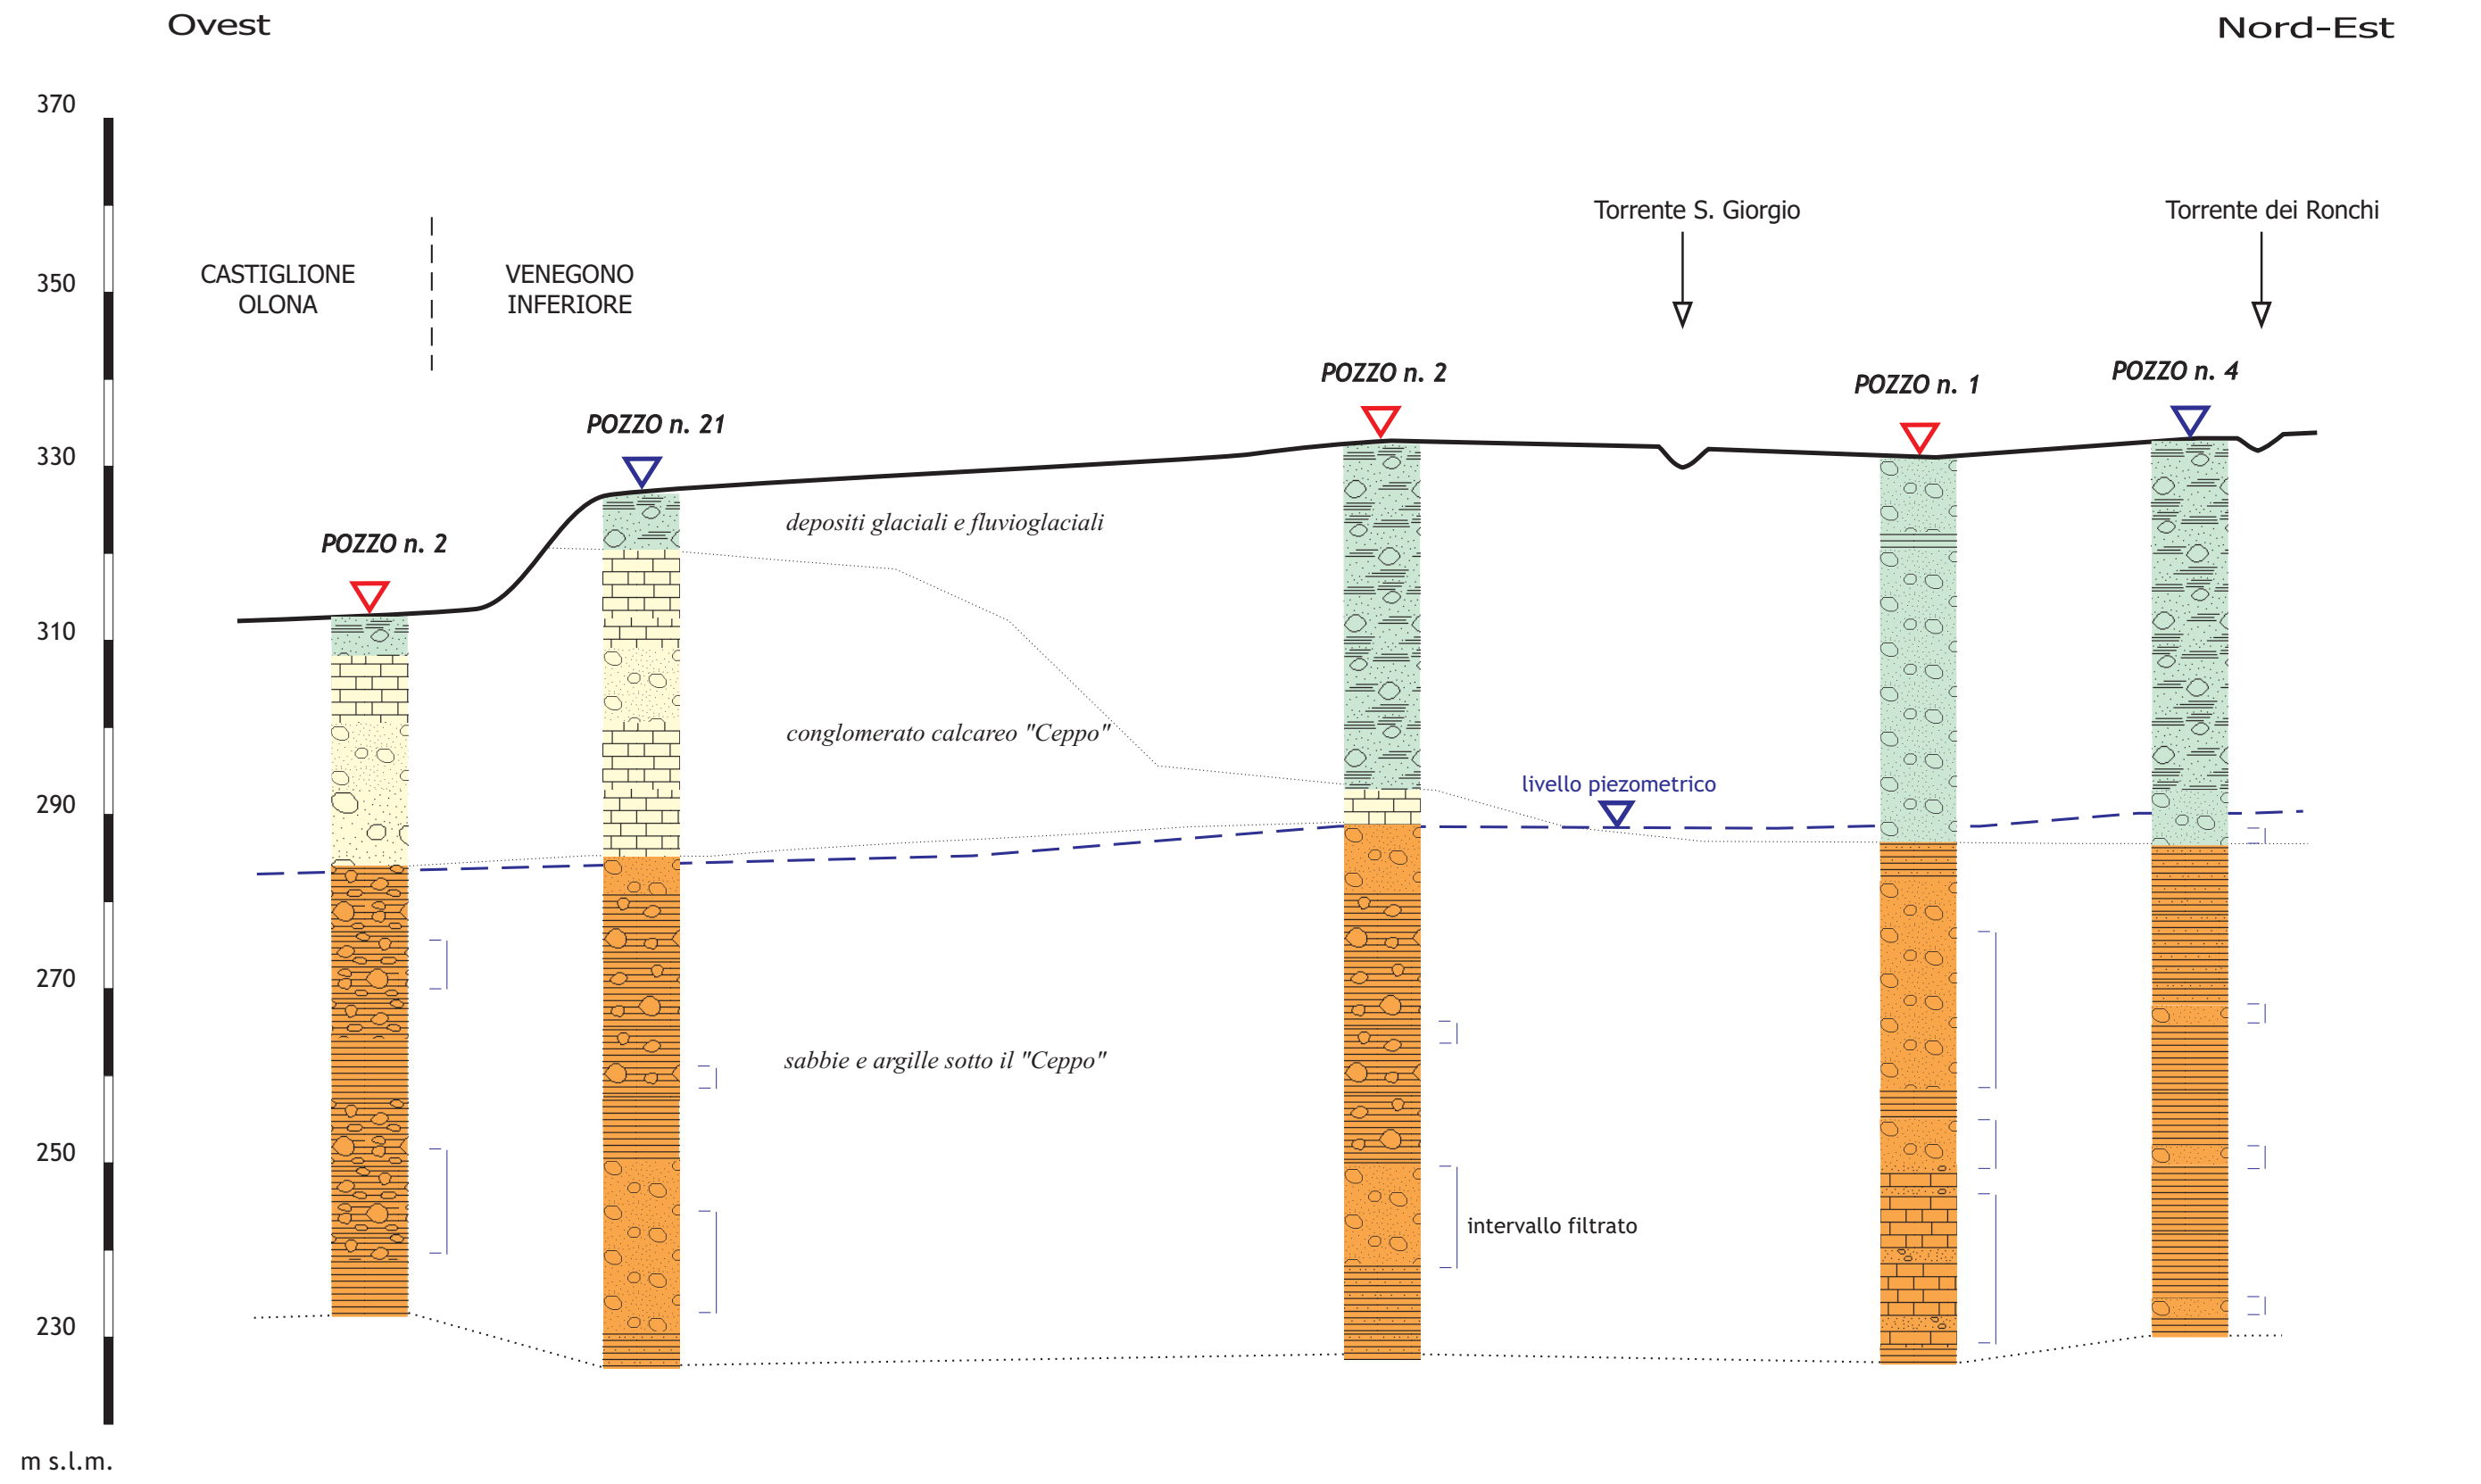 Ovest
Nord-Est
370
Torrente S. Giorgio
Torrente dei Ronchi
350
CASTIGLIONE
OLONA
VENEGONO
INFERIORE
POZZO n. 2
POZZO n. 4
POZZO n. 1
POZZO n. 21
330
depositi glaciali e fluvioglaciali
POZZO n. 2
310
conglomerato calcareo "Ceppo"
livello piezometrico
290
270
sabbie e argille sotto il "Ceppo"
250
intervallo filtrato
230
m s.l.m.